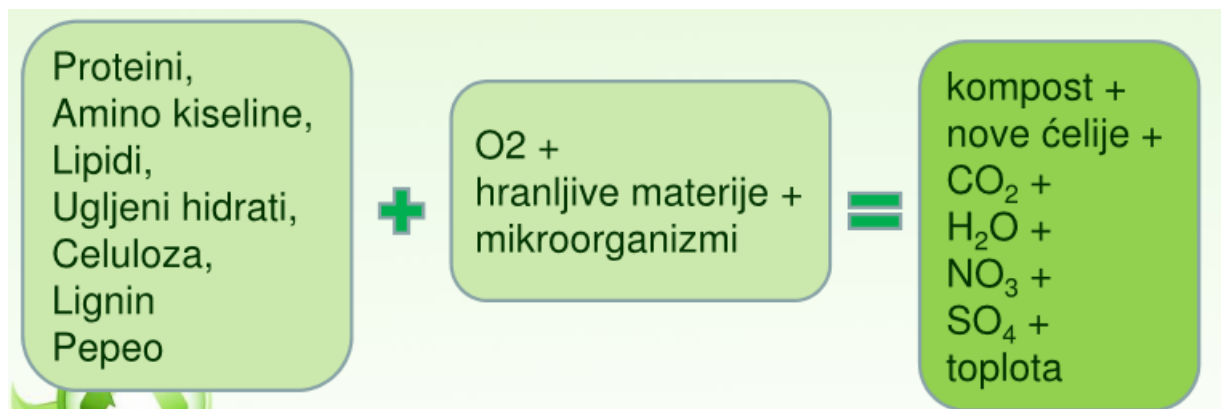 Proteini,
Amino kiseline,
Lipidi,
Ugljeni hidrati,
Celuloza,
Lignin
Pepeo
O2 +
hranljive materije +
mikroorganizmi
kompost +
nove ćelije +
CO₂ +
H₂O +
NO₃ +
SO₄ +
toplota